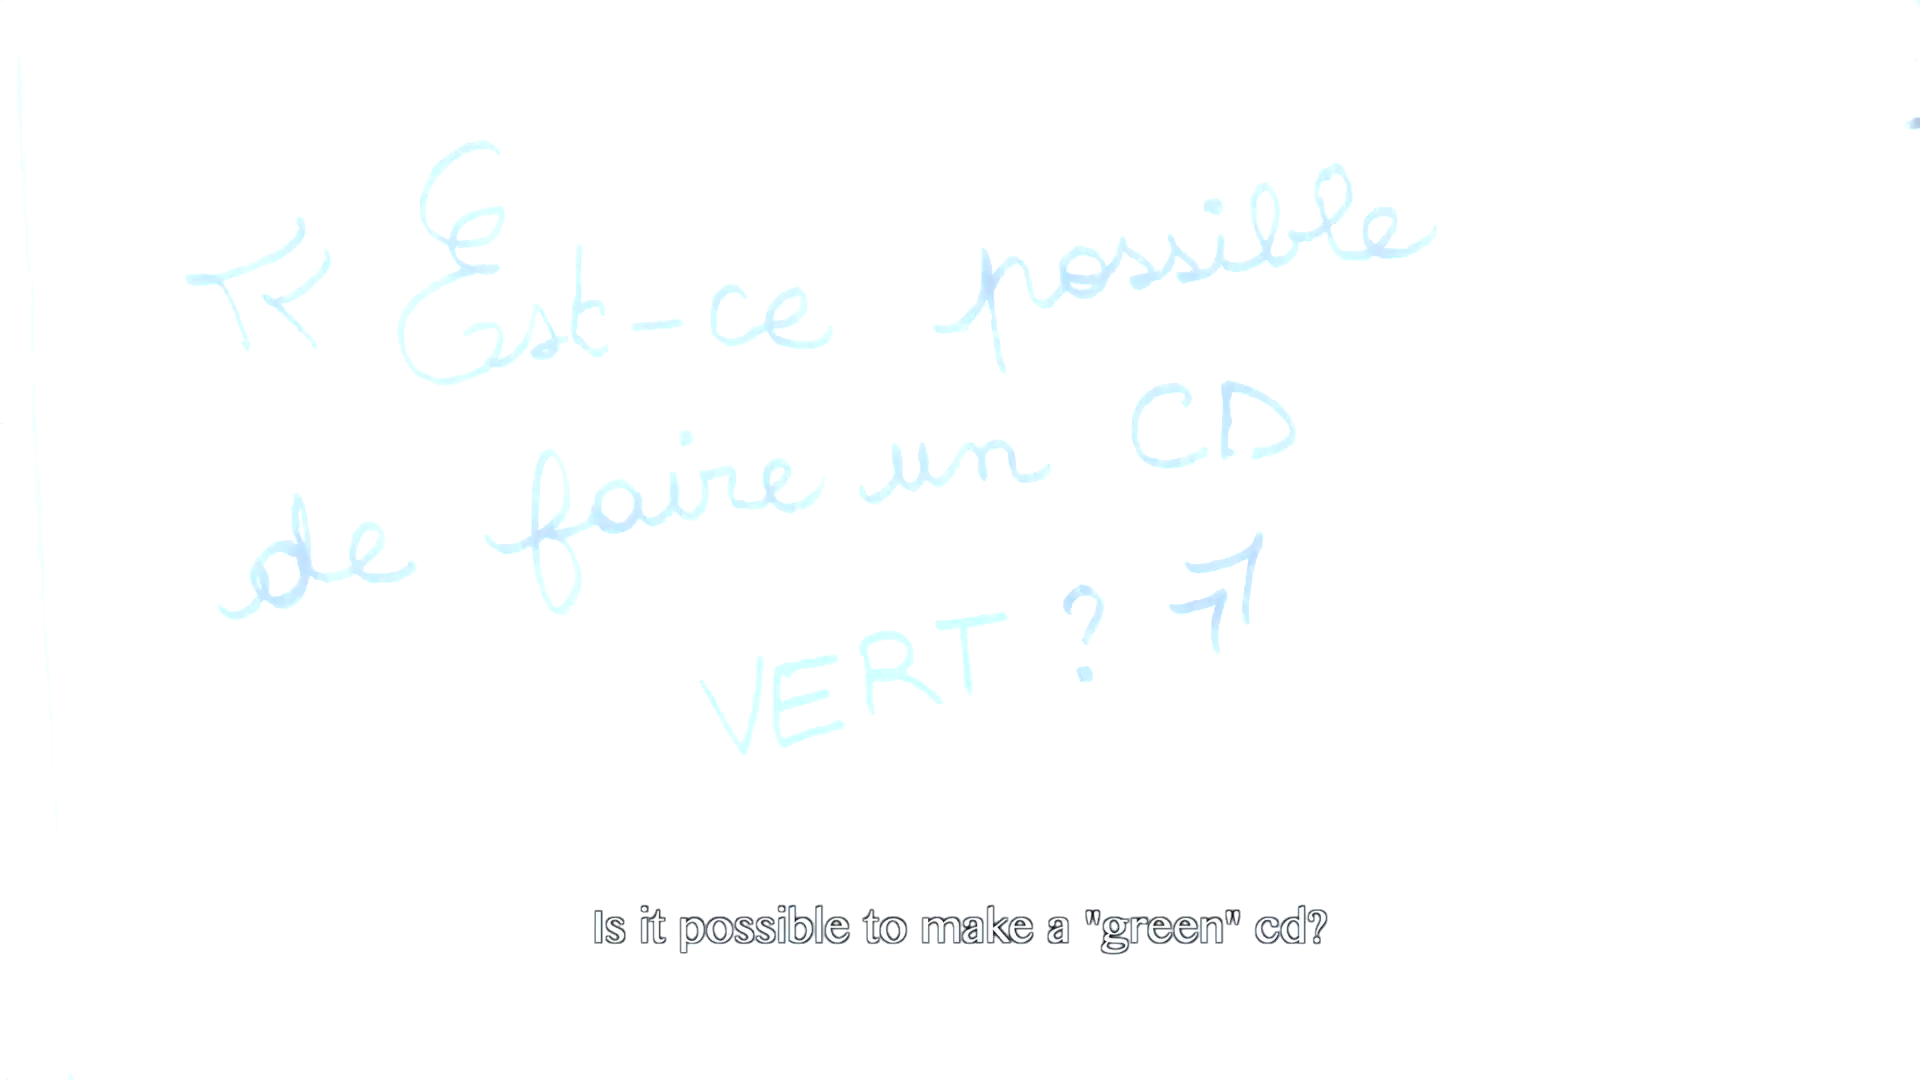 « Est-ce possible
de faire un CD
VERT ? »
Is it possible to make a "green" cd?